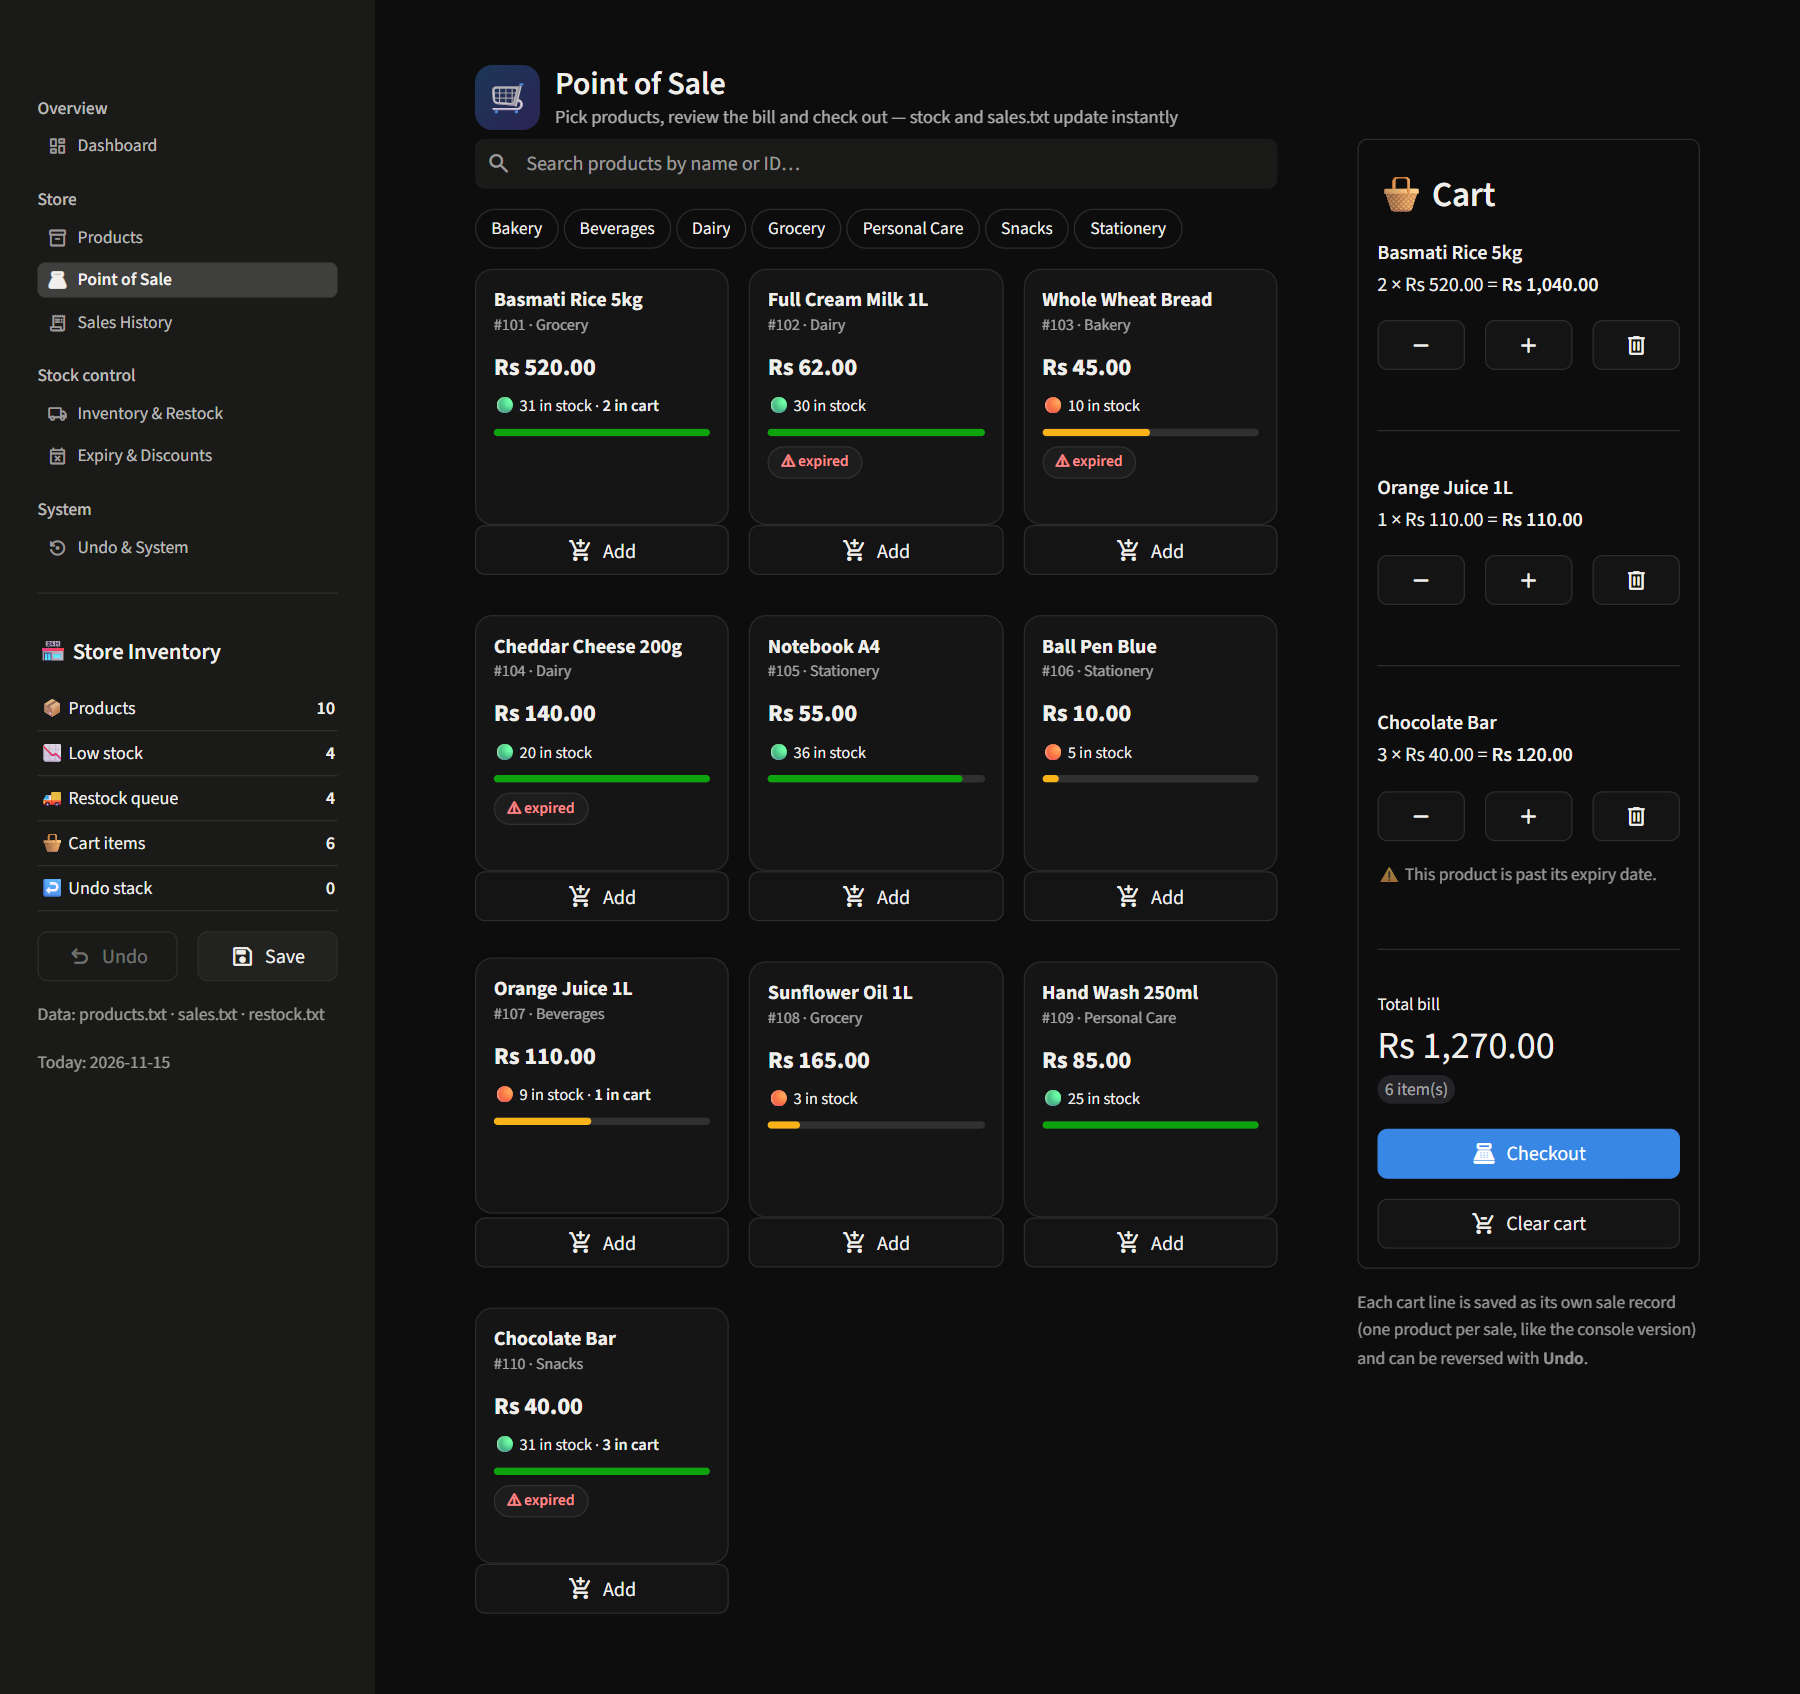 Overview
Dashboard
Store
Products
Point of Sale
Sales History
Stock control
Inventory & Restock
Expiry & Discounts
System
Undo & System
Store Inventory
Products 10
Low stock 4
Restock queue 4
Cart items 6
Undo stack 0
Undo Save
Data: products.txt · sales.txt · restock.txt
Today: 2026-11-15
Point of Sale
Pick products, review the bill and check out — stock and sales.txt update instantly
Search products by name or ID…
Bakery Beverages Dairy Grocery Personal Care Snacks Stationery
Basmati Rice 5kg
#101 · Grocery
Rs 520.00
31 in stock · 2 in cart
Add
Full Cream Milk 1L
#102 · Dairy
Rs 62.00
30 in stock
⚠ expired
Add
Whole Wheat Bread
#103 · Bakery
Rs 45.00
10 in stock
⚠ expired
Add
Cheddar Cheese 200g
#104 · Dairy
Rs 140.00
20 in stock
⚠ expired
Add
Notebook A4
#105 · Stationery
Rs 55.00
36 in stock
Add
Ball Pen Blue
#106 · Stationery
Rs 10.00
5 in stock
Add
Orange Juice 1L
#107 · Beverages
Rs 110.00
9 in stock · 1 in cart
Add
Sunflower Oil 1L
#108 · Grocery
Rs 165.00
3 in stock
Add
Hand Wash 250ml
#109 · Personal Care
Rs 85.00
25 in stock
Add
Chocolate Bar
#110 · Snacks
Rs 40.00
31 in stock · 3 in cart
⚠ expired
Add
Cart
Basmati Rice 5kg
2 × Rs 520.00 = Rs 1,040.00
Orange Juice 1L
1 × Rs 110.00 = Rs 110.00
Chocolate Bar
3 × Rs 40.00 = Rs 120.00
⚠ This product is past its expiry date.
Total bill
Rs 1,270.00
6 item(s)
Checkout
Clear cart
Each cart line is saved as its own sale record
(one product per sale, like the console version)
and can be reversed with Undo.